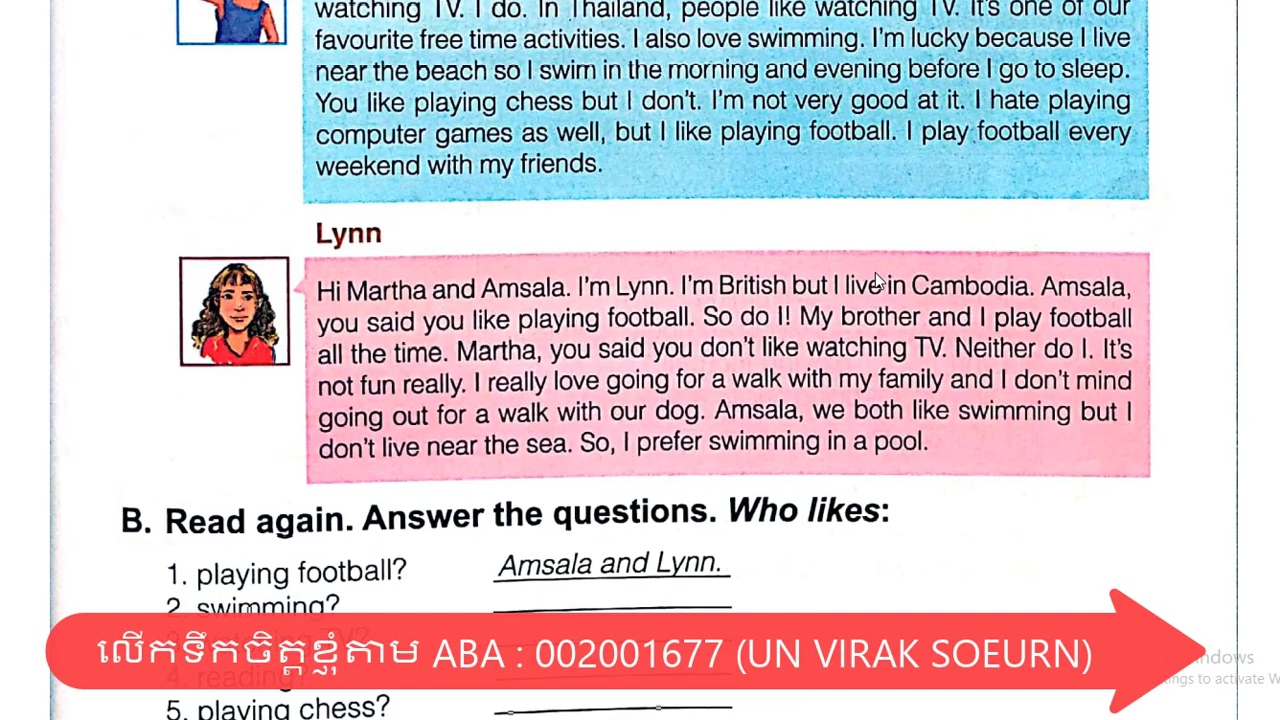 watching TV. I do. In Thailand, people like watching TV. It's one of our
favourite free time activities. I also love swimming. I'm lucky because I live
near the beach so I swim in the morning and evening before I go to sleep.
You like playing chess but I don't. I'm not very good at it. I hate playing
computer games as well, but I like playing football. I play football every
weekend with my friends.
Lynn
Hi Martha and Amsala. I'm Lynn. I'm British but I live in Cambodia. Amsala,
you said you like playing football. So do I! My brother and I play football
all the time. Martha, you said you don't like watching TV. Neither do I. It's
not fun really. I really love going for a walk with my family and I don't mind
going out for a walk with our dog. Amsala, we both like swimming but I
don't live near the sea. So, I prefer swimming in a pool.
B. Read again. Answer the questions. Who likes:
1. playing football? Amsala and Lynn.
2. swimming?
លើកទឹកចិត្តខ្ញុំតាម ABA : 002001677 (UN VIRAK SOEURN)
4. reading?
5. playing chess?